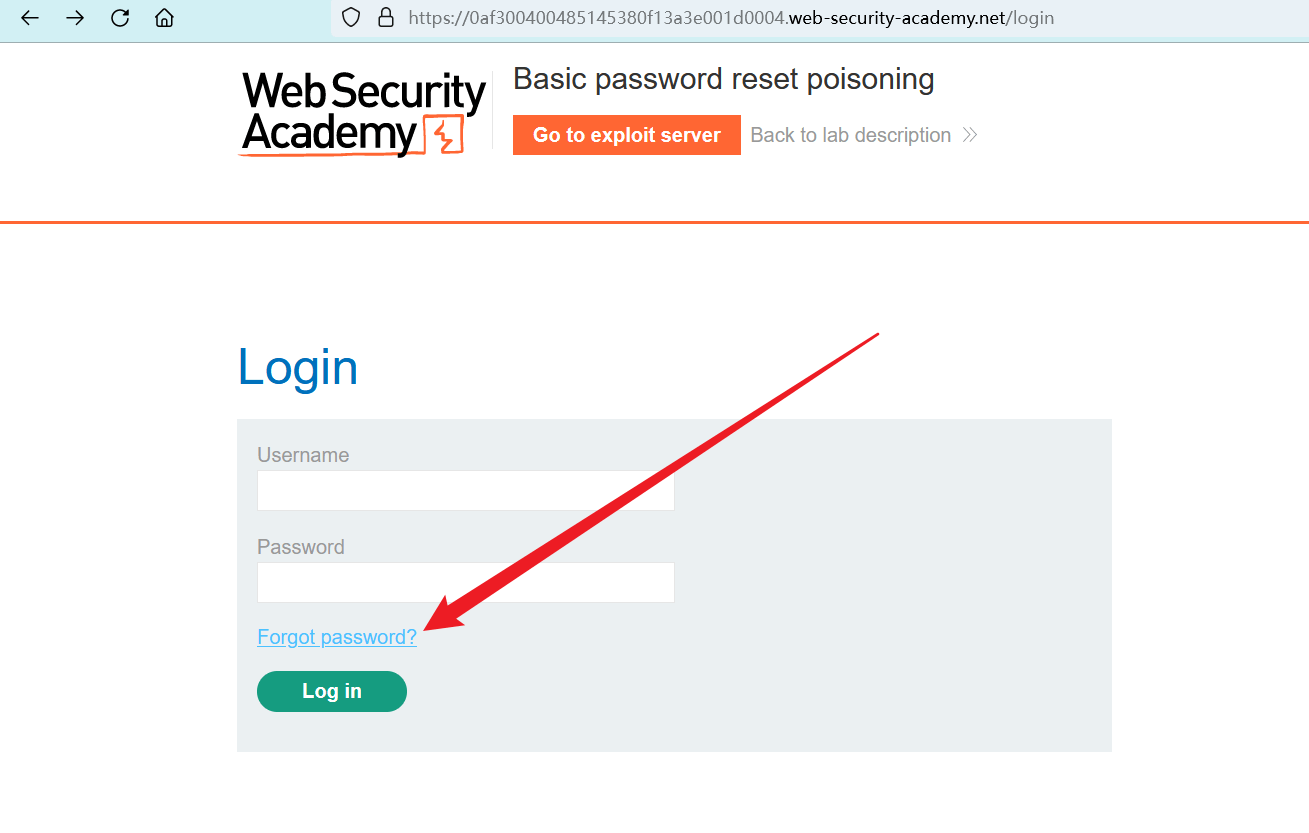 https://0af300400485145380f13a3e001d0004.web-security-academy.net/login
Web Security
Academy
Basic password reset poisoning
Go to exploit server
Back to lab description
Login
Username
Password
Forgot password?
Log in